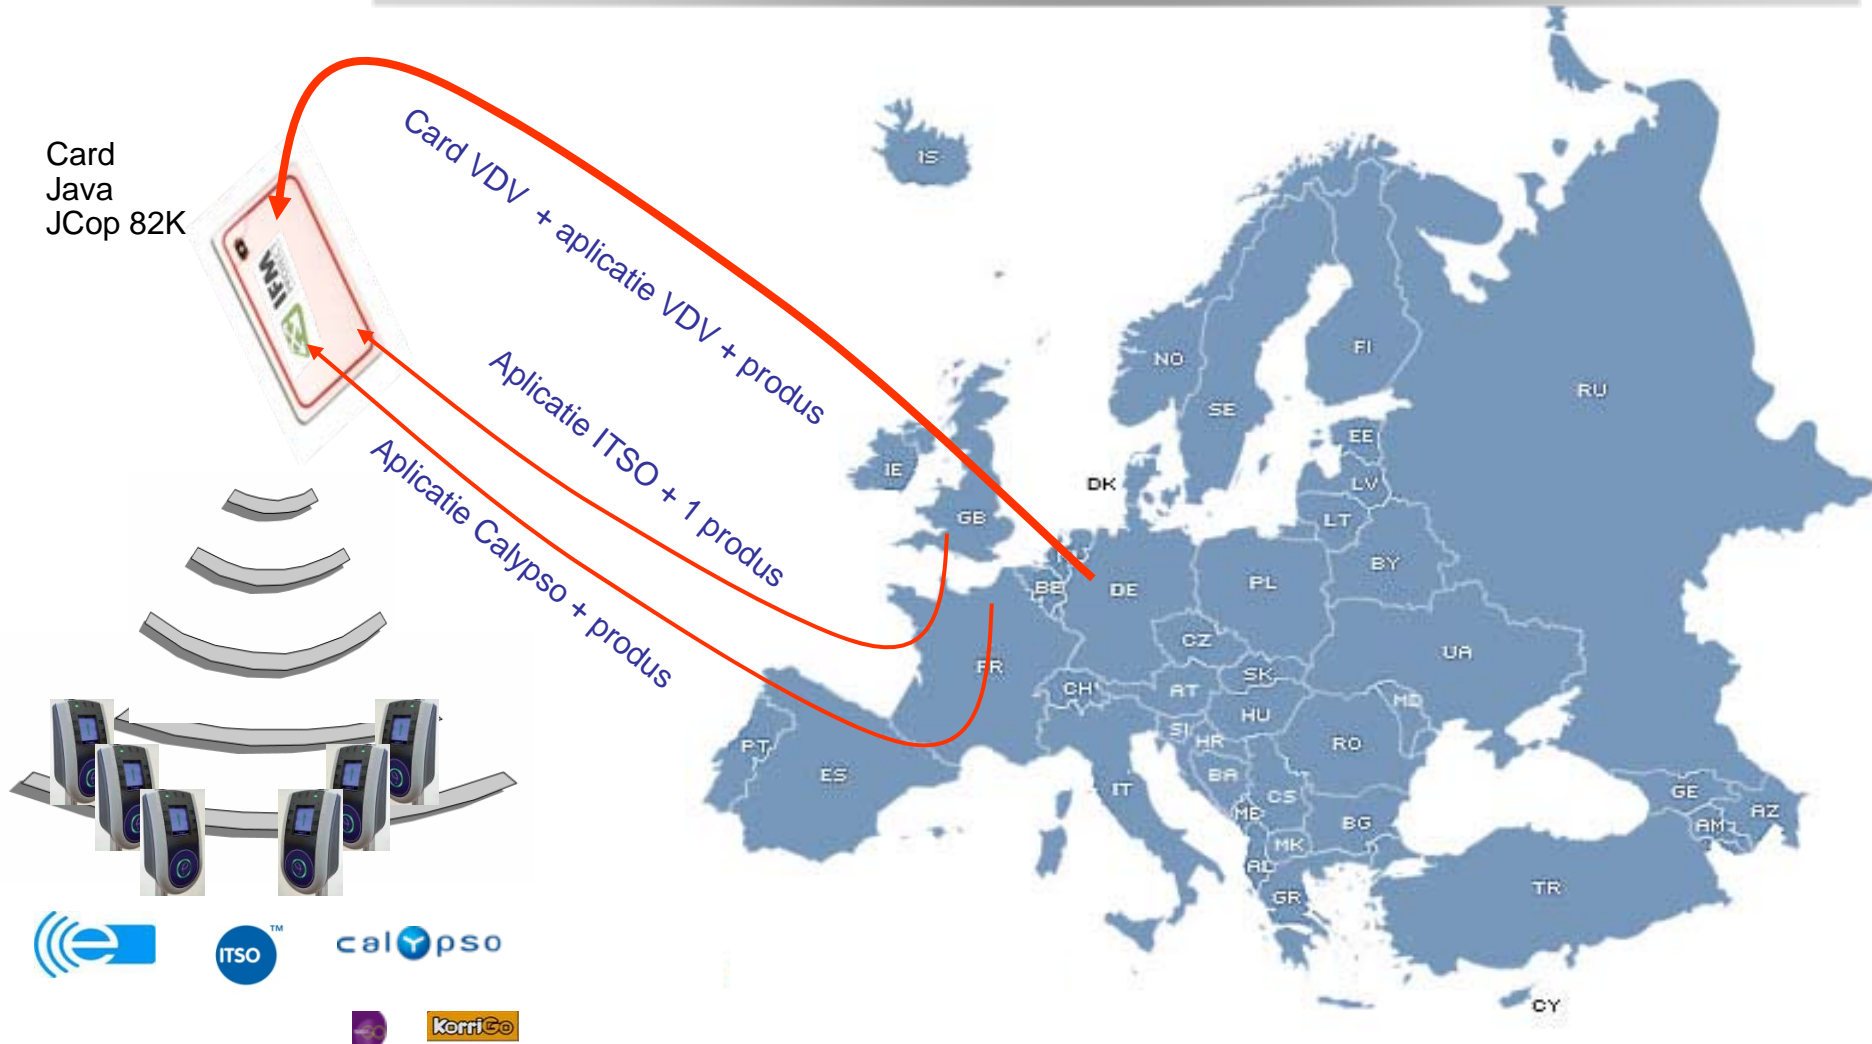 Card
Java
JCop 82K
Card VDV + aplicatie VDV + produs
Aplicatie ITSO + 1 produs
Aplicatie Calypso + produs
IFM
IS
NO
SE
FI
RU
EE
LV
LT
DK
IE
GB
BY
BE
DE
PL
CZ
UA
FR
SK
CH
AT
MD
HU
SI
HR
RO
PT
ES
IT
BA
CS
GE
AZ
ME
BG
AM
MK
AL
GR
TR
CY
e
ITSO™
calypso
KorriGo